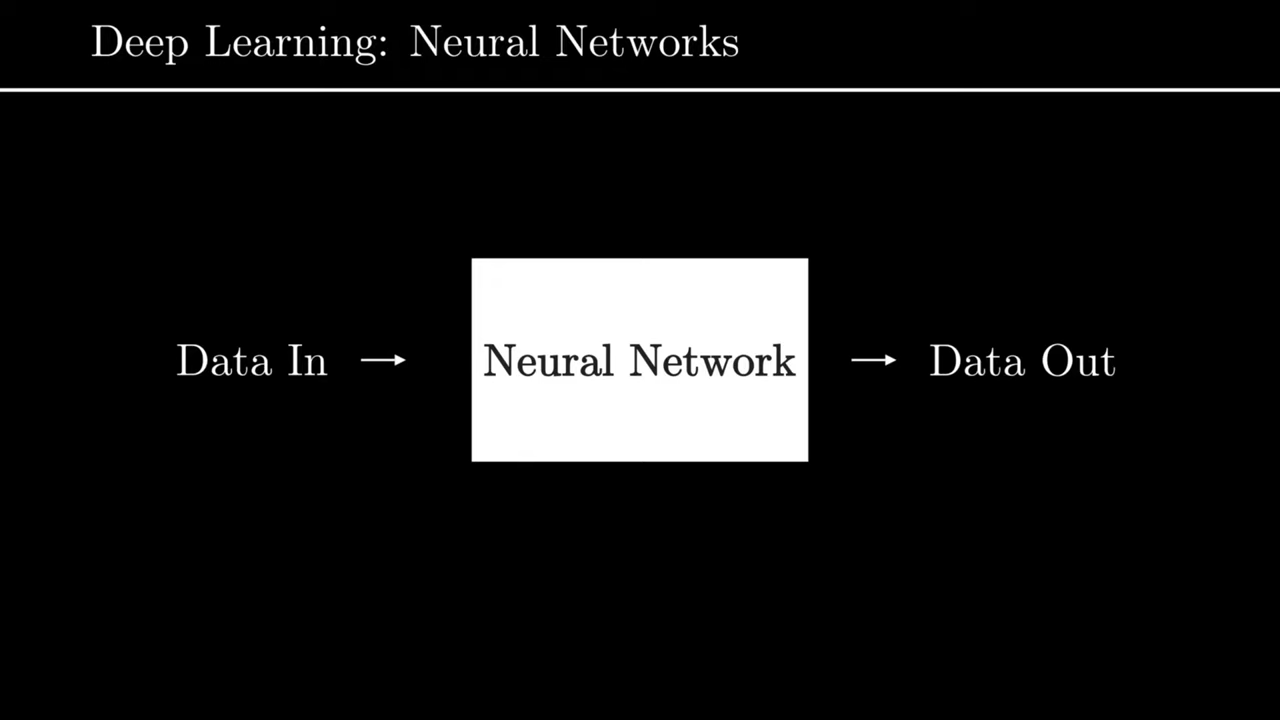 Deep Learning: Neural Networks
Data In → Neural Network → Data Out